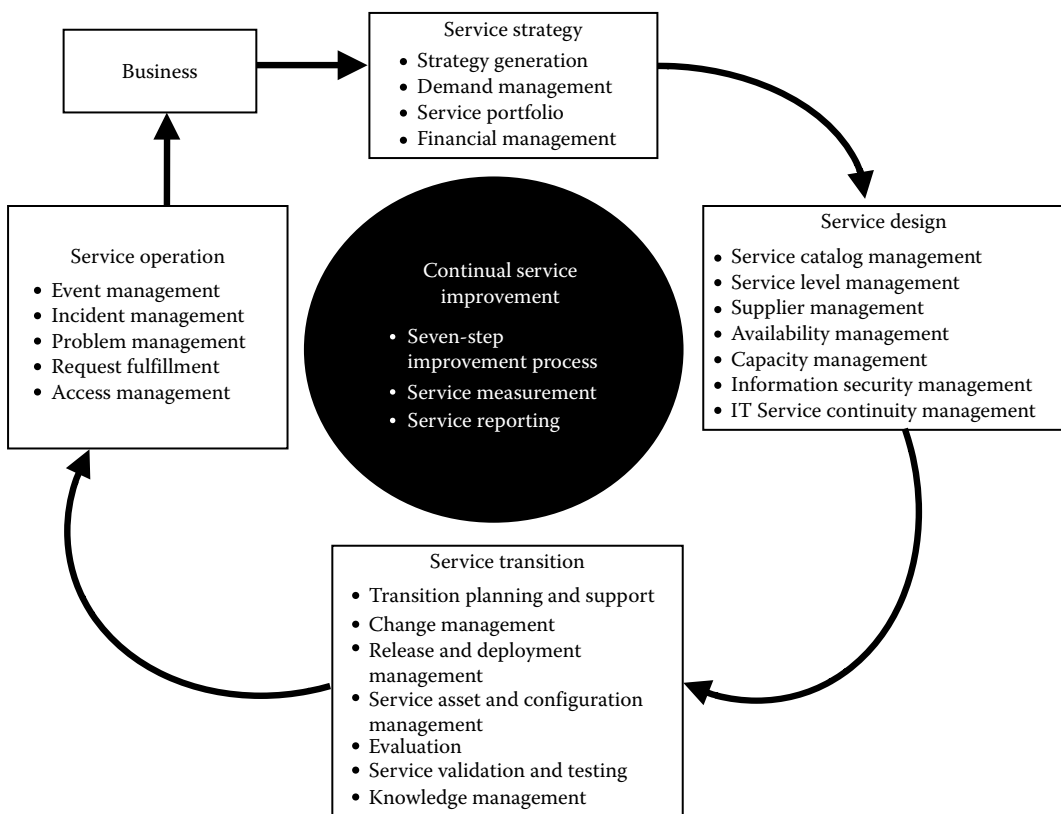 Business
Service strategy
• Strategy generation
• Demand management
• Service portfolio
• Financial management
Service design
• Service catalog management
• Service level management
• Supplier management
• Availability management
• Capacity management
• Information security management
• IT Service continuity management
Service operation
• Event management
• Incident management
• Problem management
• Request fulfillment
• Access management
Continual service
improvement
• Seven-step
improvement process
• Service measurement
• Service reporting
Service transition
• Transition planning and support
• Change management
• Release and deployment
management
• Service asset and configuration
management
• Evaluation
• Service validation and testing
• Knowledge management